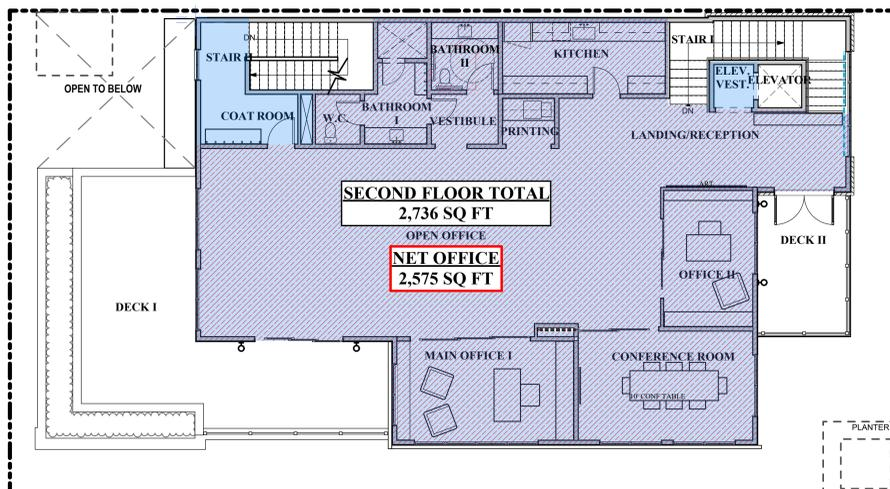 DN
STAIR II
OPEN TO BELOW
COAT ROOM
W.C.
BATHROOM
I
BATHROOM
II
VESTIBULE
KITCHEN
PRINTING
STAIR I
ELEV.
VEST.
ELEVATOR
DN
LANDING/RECEPTION
ART
SECOND FLOOR TOTAL
2,736 SQ FT
OPEN OFFICE
NET OFFICE
2,575 SQ FT
DECK II
OFFICE II
DECK I
MAIN OFFICE I
CONFERENCE ROOM
10' CONF TABLE
PLANTER